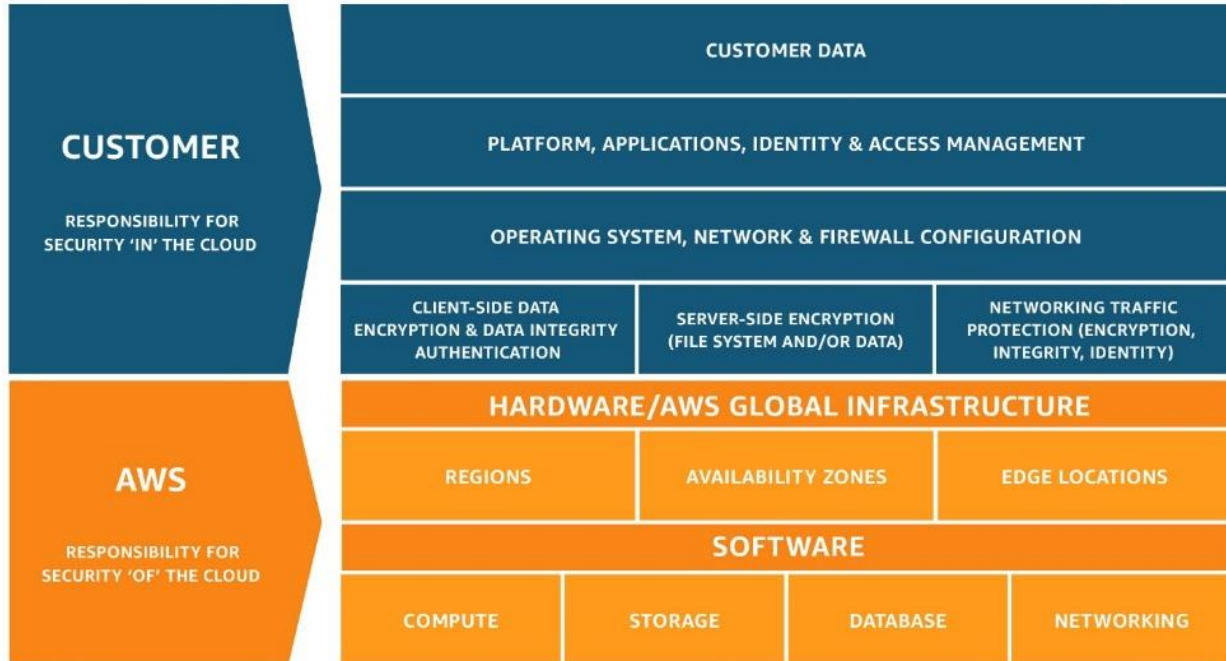 CUSTOMER
RESPONSIBILITY FOR
SECURITY ‘IN’ THE CLOUD
CUSTOMER DATA
PLATFORM, APPLICATIONS, IDENTITY & ACCESS MANAGEMENT
OPERATING SYSTEM, NETWORK & FIREWALL CONFIGURATION
CLIENT-SIDE DATA
ENCRYPTION & DATA INTEGRITY
AUTHENTICATION
SERVER-SIDE ENCRYPTION
(FILE SYSTEM AND/OR DATA)
NETWORKING TRAFFIC
PROTECTION (ENCRYPTION,
INTEGRITY, IDENTITY)
AWS
RESPONSIBILITY FOR
SECURITY ‘OF’ THE CLOUD
HARDWARE/AWS GLOBAL INFRASTRUCTURE
REGIONS
AVAILABILITY ZONES
EDGE LOCATIONS
SOFTWARE
COMPUTE
STORAGE
DATABASE
NETWORKING